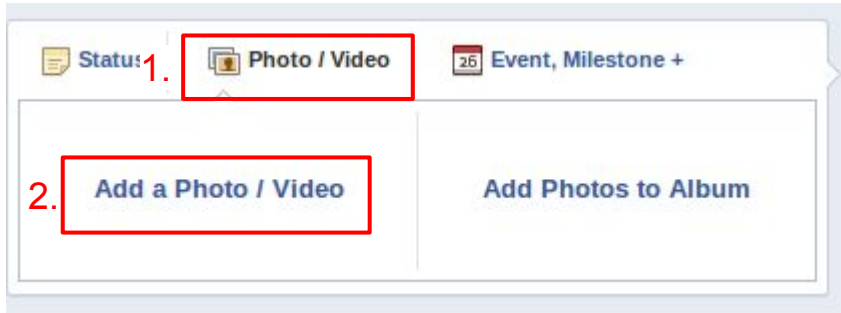 Status 1. Photo / Video 26 Event, Milestone +
2. Add a Photo / Video Add Photos to Album